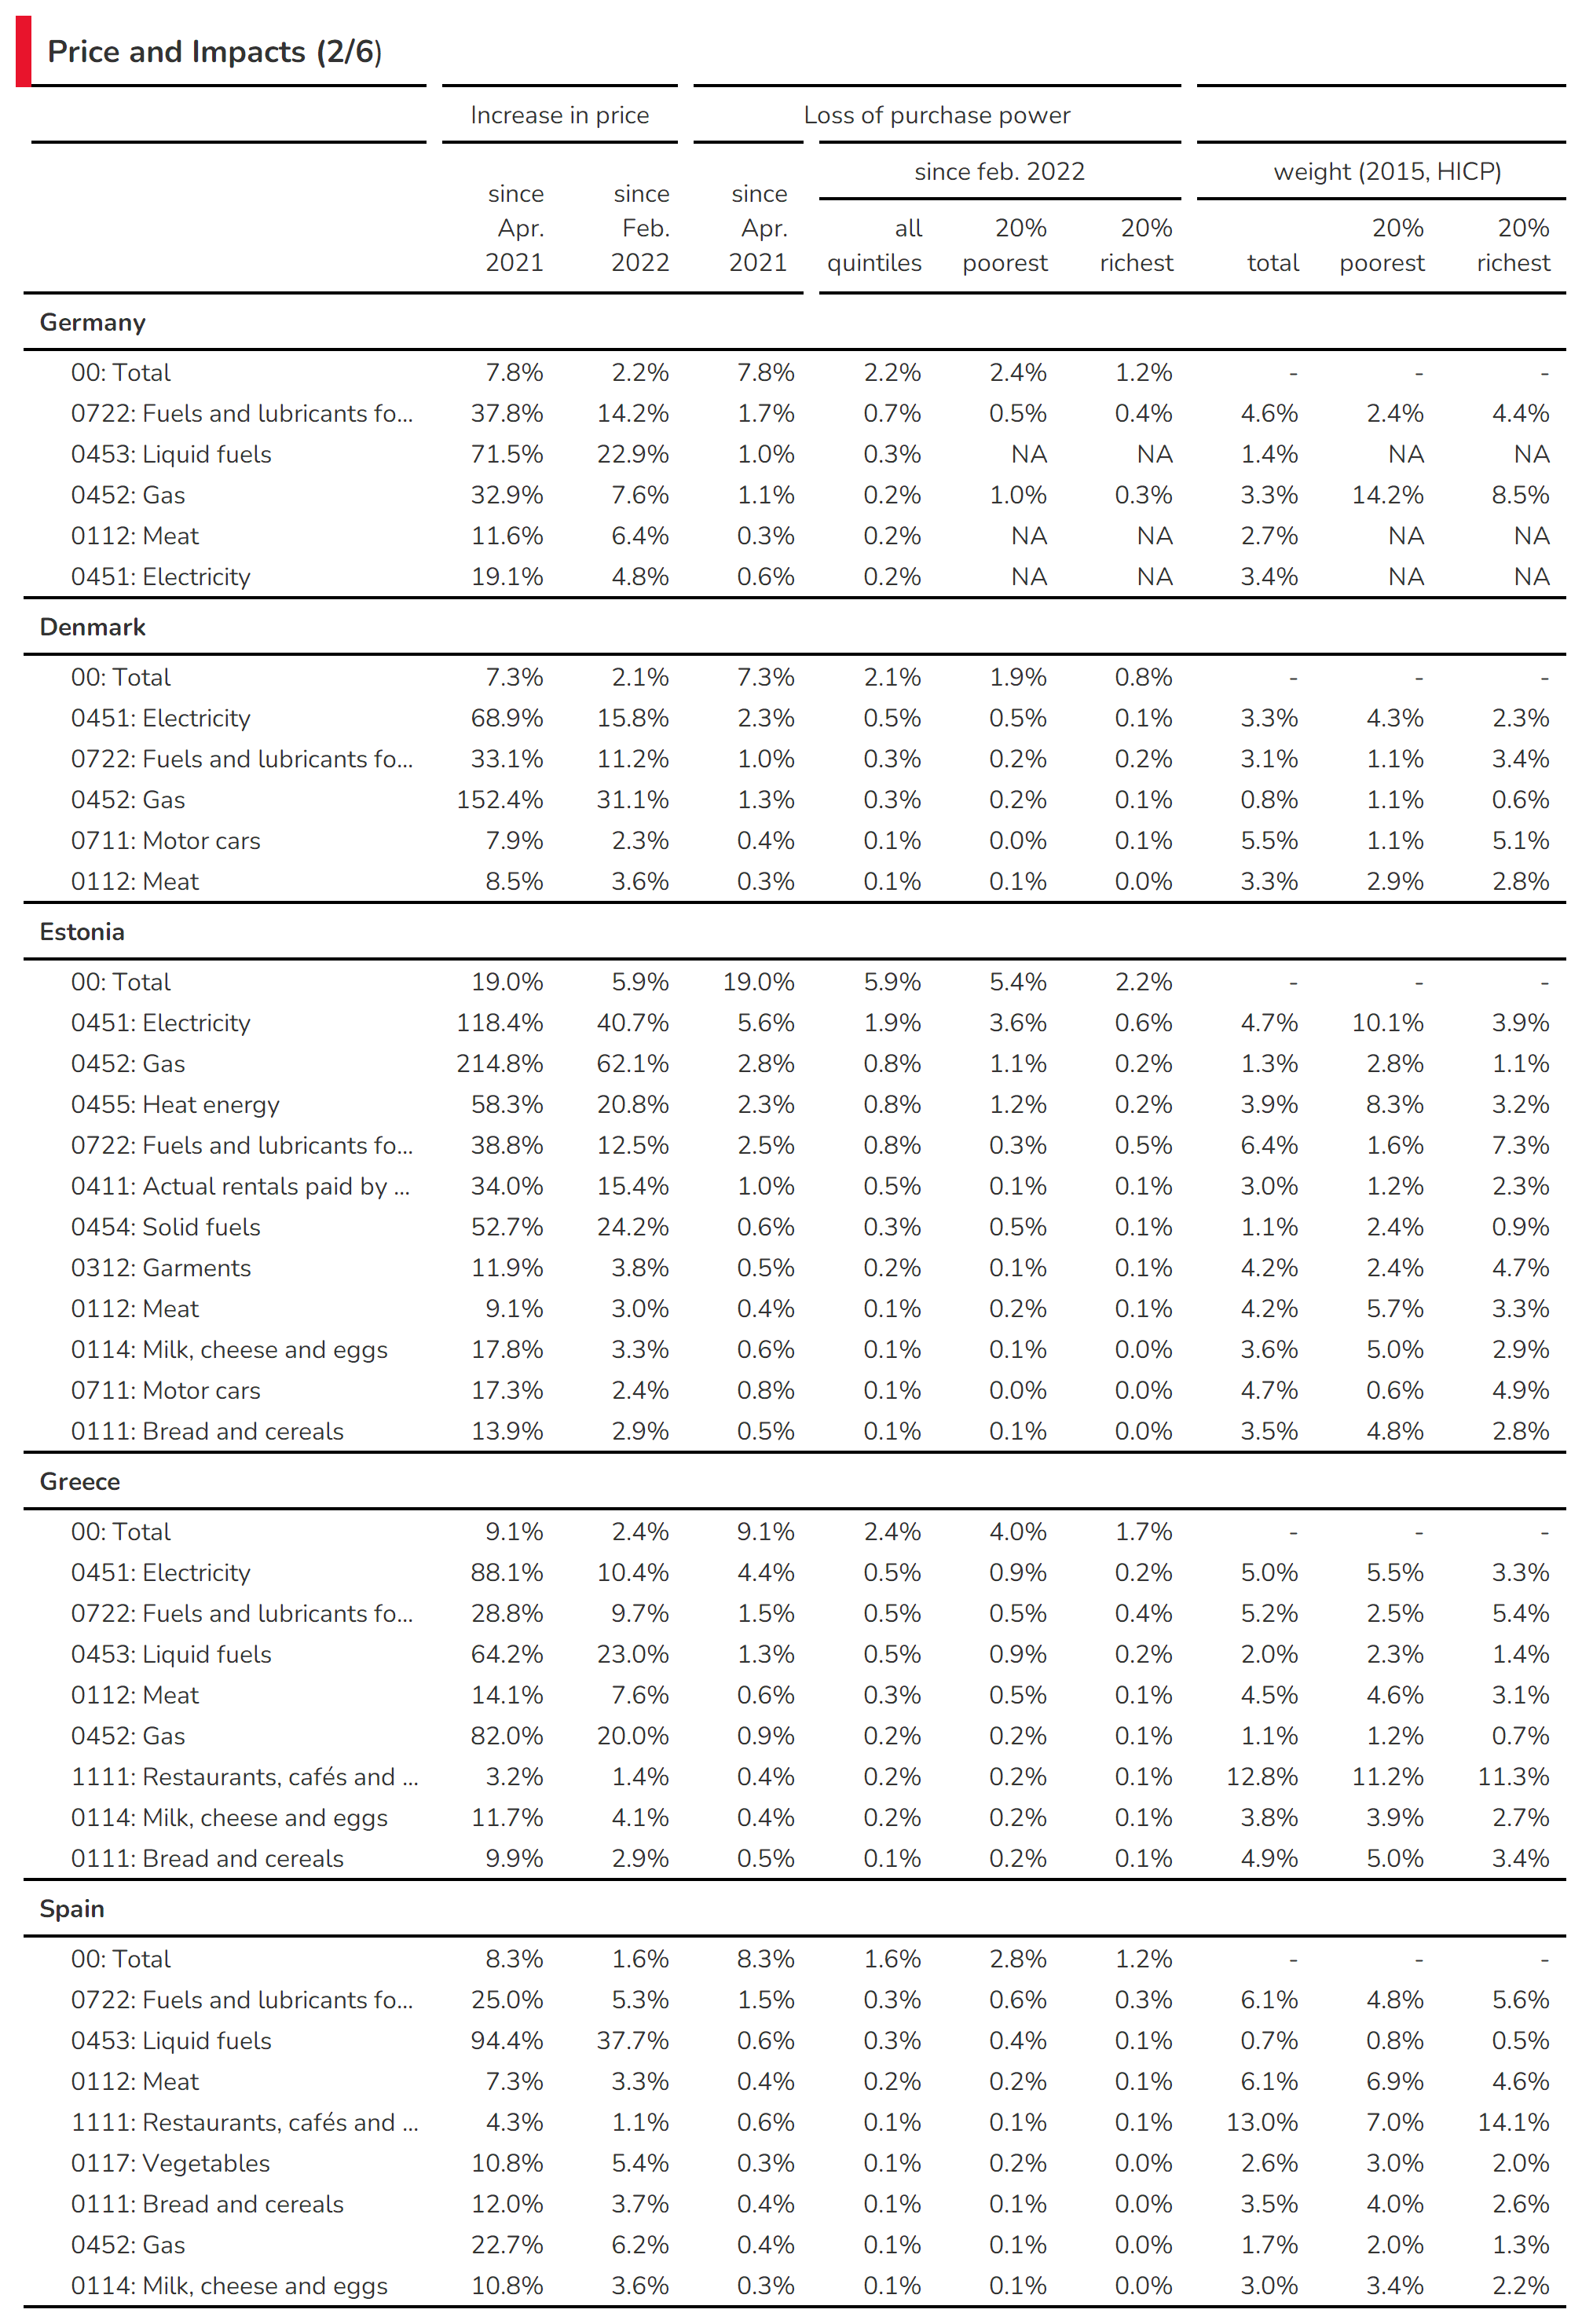 Price and Impacts (2/6)
Increase in price Loss of purchase power
since feb. 2022 weight (2015, HICP)
since since since
Apr. Feb. Apr. all 20% 20% 20% 20%
2021 2022 2021 quintiles poorest richest total poorest richest
Germany
00: Total 7.8% 2.2% 7.8% 2.2% 2.4% 1.2% - - -
0722: Fuels and lubricants fo... 37.8% 14.2% 1.7% 0.7% 0.5% 0.4% 4.6% 2.4% 4.4%
0453: Liquid fuels 71.5% 22.9% 1.0% 0.3% NA NA 1.4% NA NA
0452: Gas 32.9% 7.6% 1.1% 0.2% 1.0% 0.3% 3.3% 14.2% 8.5%
0112: Meat 11.6% 6.4% 0.3% 0.2% NA NA 2.7% NA NA
0451: Electricity 19.1% 4.8% 0.6% 0.2% NA NA 3.4% NA NA
Denmark
00: Total 7.3% 2.1% 7.3% 2.1% 1.9% 0.8% - - -
0451: Electricity 68.9% 15.8% 2.3% 0.5% 0.5% 0.1% 3.3% 4.3% 2.3%
0722: Fuels and lubricants fo... 33.1% 11.2% 1.0% 0.3% 0.2% 0.2% 3.1% 1.1% 3.4%
0452: Gas 152.4% 31.1% 1.3% 0.3% 0.2% 0.1% 0.8% 1.1% 0.6%
0711: Motor cars 7.9% 2.3% 0.4% 0.1% 0.0% 0.1% 5.5% 1.1% 5.1%
0112: Meat 8.5% 3.6% 0.3% 0.1% 0.1% 0.0% 3.3% 2.9% 2.8%
Estonia
00: Total 19.0% 5.9% 19.0% 5.9% 5.4% 2.2% - - -
0451: Electricity 118.4% 40.7% 5.6% 1.9% 3.6% 0.6% 4.7% 10.1% 3.9%
0452: Gas 214.8% 62.1% 2.8% 0.8% 1.1% 0.2% 1.3% 2.8% 1.1%
0455: Heat energy 58.3% 20.8% 2.3% 0.8% 1.2% 0.2% 3.9% 8.3% 3.2%
0722: Fuels and lubricants fo... 38.8% 12.5% 2.5% 0.8% 0.3% 0.5% 6.4% 1.6% 7.3%
0411: Actual rentals paid by ... 34.0% 15.4% 1.0% 0.5% 0.1% 0.1% 3.0% 1.2% 2.3%
0454: Solid fuels 52.7% 24.2% 0.6% 0.3% 0.5% 0.1% 1.1% 2.4% 0.9%
0312: Garments 11.9% 3.8% 0.5% 0.2% 0.1% 0.1% 4.2% 2.4% 4.7%
0112: Meat 9.1% 3.0% 0.4% 0.1% 0.2% 0.1% 4.2% 5.7% 3.3%
0114: Milk, cheese and eggs 17.8% 3.3% 0.6% 0.1% 0.1% 0.0% 3.6% 5.0% 2.9%
0711: Motor cars 17.3% 2.4% 0.8% 0.1% 0.0% 0.0% 4.7% 0.6% 4.9%
0111: Bread and cereals 13.9% 2.9% 0.5% 0.1% 0.1% 0.0% 3.5% 4.8% 2.8%
Greece
00: Total 9.1% 2.4% 9.1% 2.4% 4.0% 1.7% - - -
0451: Electricity 88.1% 10.4% 4.4% 0.5% 0.9% 0.2% 5.0% 5.5% 3.3%
0722: Fuels and lubricants fo... 28.8% 9.7% 1.5% 0.5% 0.5% 0.4% 5.2% 2.5% 5.4%
0453: Liquid fuels 64.2% 23.0% 1.3% 0.5% 0.9% 0.2% 2.0% 2.3% 1.4%
0112: Meat 14.1% 7.6% 0.6% 0.3% 0.5% 0.1% 4.5% 4.6% 3.1%
0452: Gas 82.0% 20.0% 0.9% 0.2% 0.2% 0.1% 1.1% 1.2% 0.7%
1111: Restaurants, cafés and ... 3.2% 1.4% 0.4% 0.2% 0.2% 0.1% 12.8% 11.2% 11.3%
0114: Milk, cheese and eggs 11.7% 4.1% 0.4% 0.2% 0.2% 0.1% 3.8% 3.9% 2.7%
0111: Bread and cereals 9.9% 2.9% 0.5% 0.1% 0.2% 0.1% 4.9% 5.0% 3.4%
Spain
00: Total 8.3% 1.6% 8.3% 1.6% 2.8% 1.2% - - -
0722: Fuels and lubricants fo... 25.0% 5.3% 1.5% 0.3% 0.6% 0.3% 6.1% 4.8% 5.6%
0453: Liquid fuels 94.4% 37.7% 0.6% 0.3% 0.4% 0.1% 0.7% 0.8% 0.5%
0112: Meat 7.3% 3.3% 0.4% 0.2% 0.2% 0.1% 6.1% 6.9% 4.6%
1111: Restaurants, cafés and ... 4.3% 1.1% 0.6% 0.1% 0.1% 0.1% 13.0% 7.0% 14.1%
0117: Vegetables 10.8% 5.4% 0.3% 0.1% 0.2% 0.0% 2.6% 3.0% 2.0%
0111: Bread and cereals 12.0% 3.7% 0.4% 0.1% 0.1% 0.0% 3.5% 4.0% 2.6%
0452: Gas 22.7% 6.2% 0.4% 0.1% 0.1% 0.0% 1.7% 2.0% 1.3%
0114: Milk, cheese and eggs 10.8% 3.6% 0.3% 0.1% 0.1% 0.0% 3.0% 3.4% 2.2%